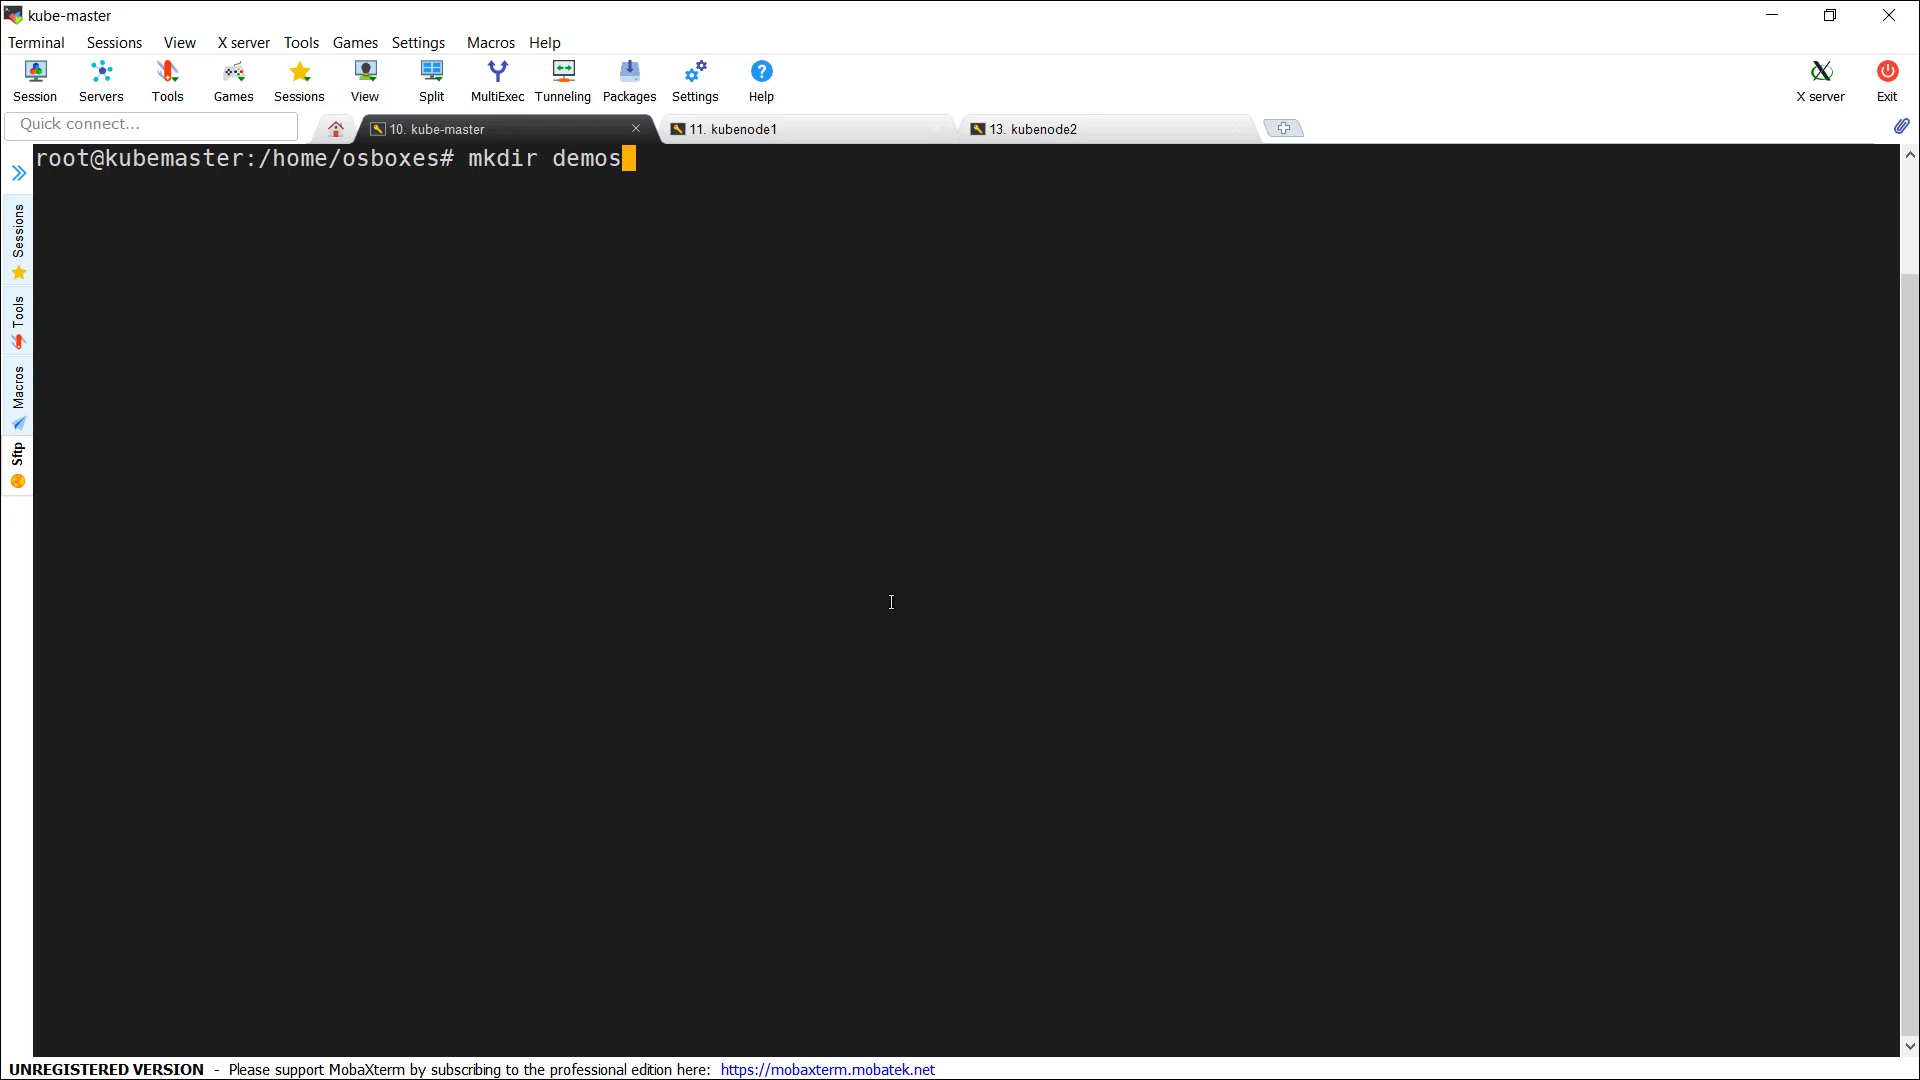 kube-master
Terminal Sessions View X server Tools Games Settings Macros Help
Session Servers Tools Games Sessions View Split MultiExec Tunneling Packages Settings Help X server Exit
Quick connect... 10. kube-master 11. kubenode1 13. kubenode2
root@kubemaster:/home/osboxes# mkdir demos
Sessions
Tools
Macros
Sftp
UNREGISTERED VERSION - Please support MobaXterm by subscribing to the professional edition here: https://mobaxterm.mobatek.net